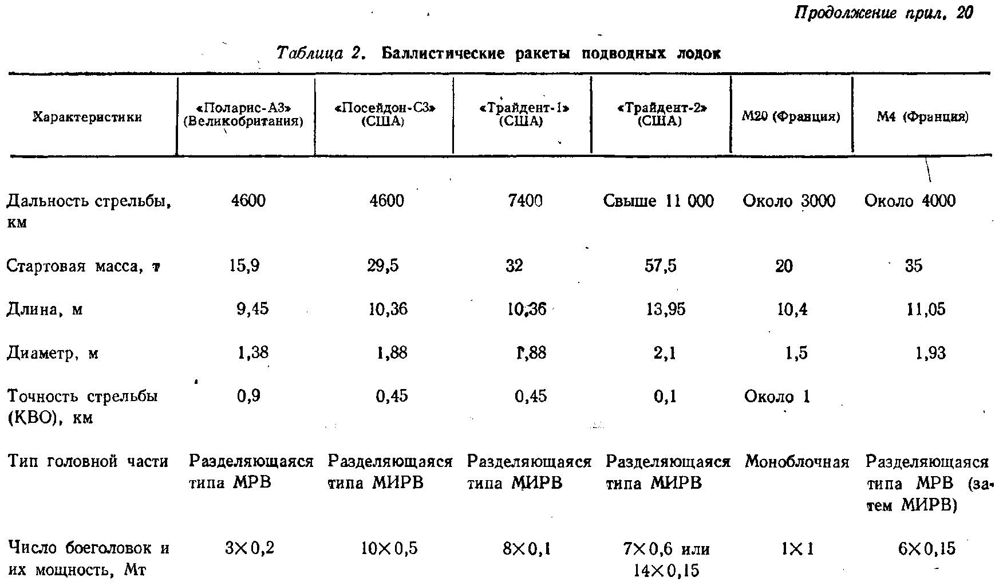 Продолжение прил. 20
Таблица 2. Баллистические ракеты подводных лодок
Характеристики «Поларис-А3» (Великобритания) «Посейдон-С3» (США) «Трайдент-1» (США) «Трайдент-2» (США) М20 (Франция) М4 (Франция)
Дальность стрельбы, 4600 4600 7400 Свыше 11 000 Около 3000 Около 4000
км
Стартовая масса, т 15,9 29,5 32 57,5 20 35
Длина, м 9,45 10,36 10,36 13,95 10,4 11,05
Диаметр, м 1,38 1,88 1,88 2,1 1,5 1,93
Точность стрельбы 0,9 0,45 0,45 0,1 Около 1
(КВО), км
Тип головной части Разделяющаяся Разделяющаяся Разделяющаяся Разделяющаяся Моноблочная Разделяющаяся
типа МРВ типа МИРВ типа МИРВ типа МИРВ типа МРВ (за-
тем МИРВ)
Число боеголовок и 3×0,2 10×0,5 8×0,1 7×0,6 или 1×1 6×0,15
их мощность, Мт 14×0,15